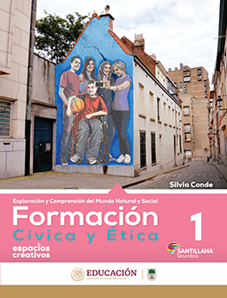 Silvia Conde
Exploración y Comprensión del Mundo Natural y Social
Formación
Cívica y Ética
1
espacios
creativos
SANTILLANA
Secundaria
EDUCACIÓN